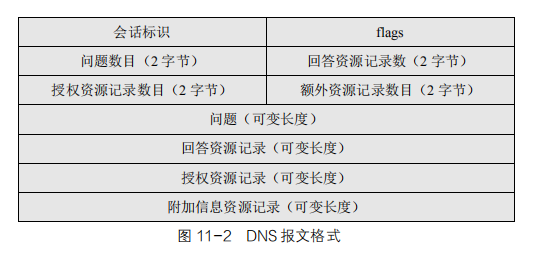 会话标识 flags
问题数目（2 字节） 回答资源记录数（2 字节）
授权资源记录数目（2 字节） 额外资源记录数目（2 字节）
问题（可变长度）
回答资源记录（可变长度）
授权资源记录（可变长度）
附加信息资源记录（可变长度）
图 11-2 DNS 报文格式